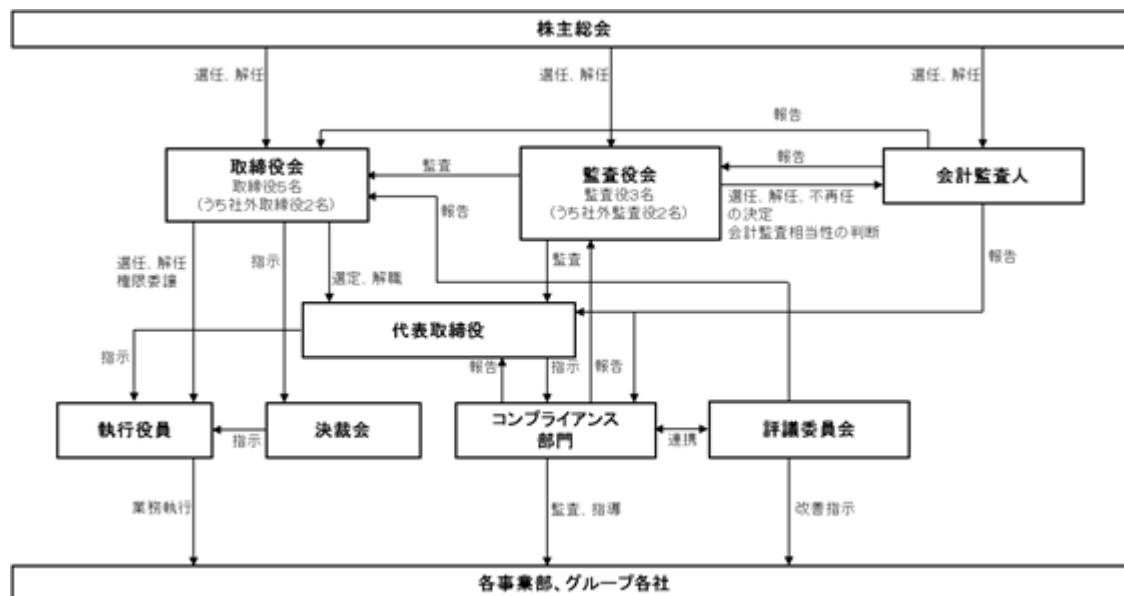 株主総会
選任、解任
選任、解任
選任、解任
報告
取締役会
取締役5名
(うち社外取締役2名)
監査
監査役会
監査役3名
(うち社外監査役2名)
報告
会計監査人
選任、解任、不再任
の決定
会計監査相当性の判断
報告
選任、解任
権限委譲
指示
選定、解職
監査
報告
代表取締役
指示
報告
指示
報告
執行役員
指示
決裁会
コンプライアンス
部門
連携
評議委員会
業務執行
監査、指導
改善指示
各事業部、グループ各社